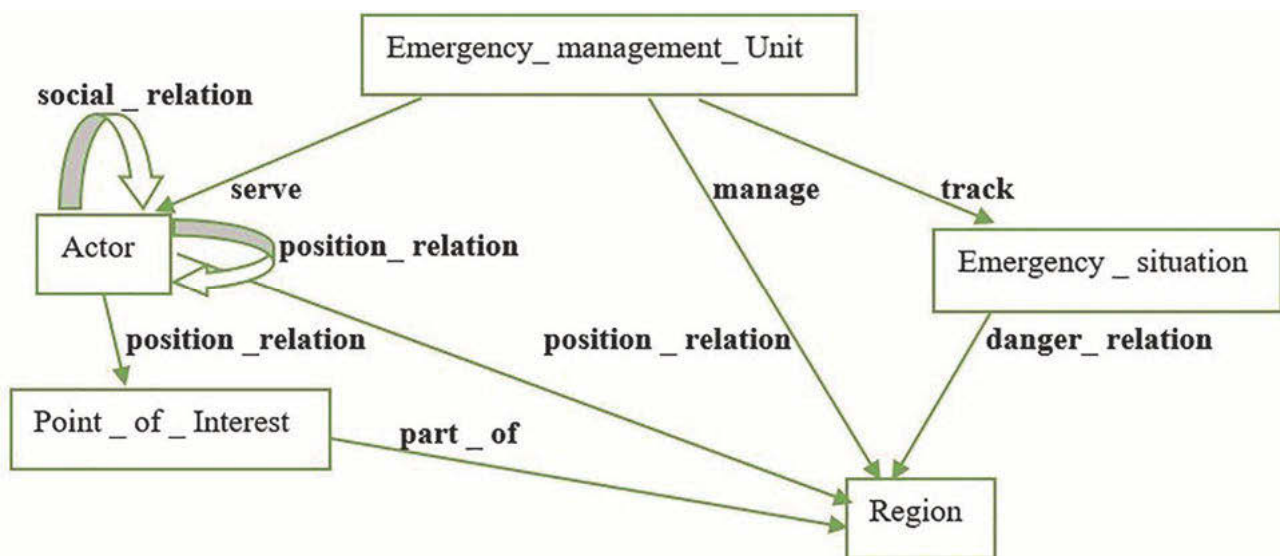 Emergency_ management_ Unit
social _ relation
serve
manage
track
Actor
position_ relation
Emergency _ situation
position _relation
position _ relation
danger_ relation
Point _ of _ Interest
part _ of
Region